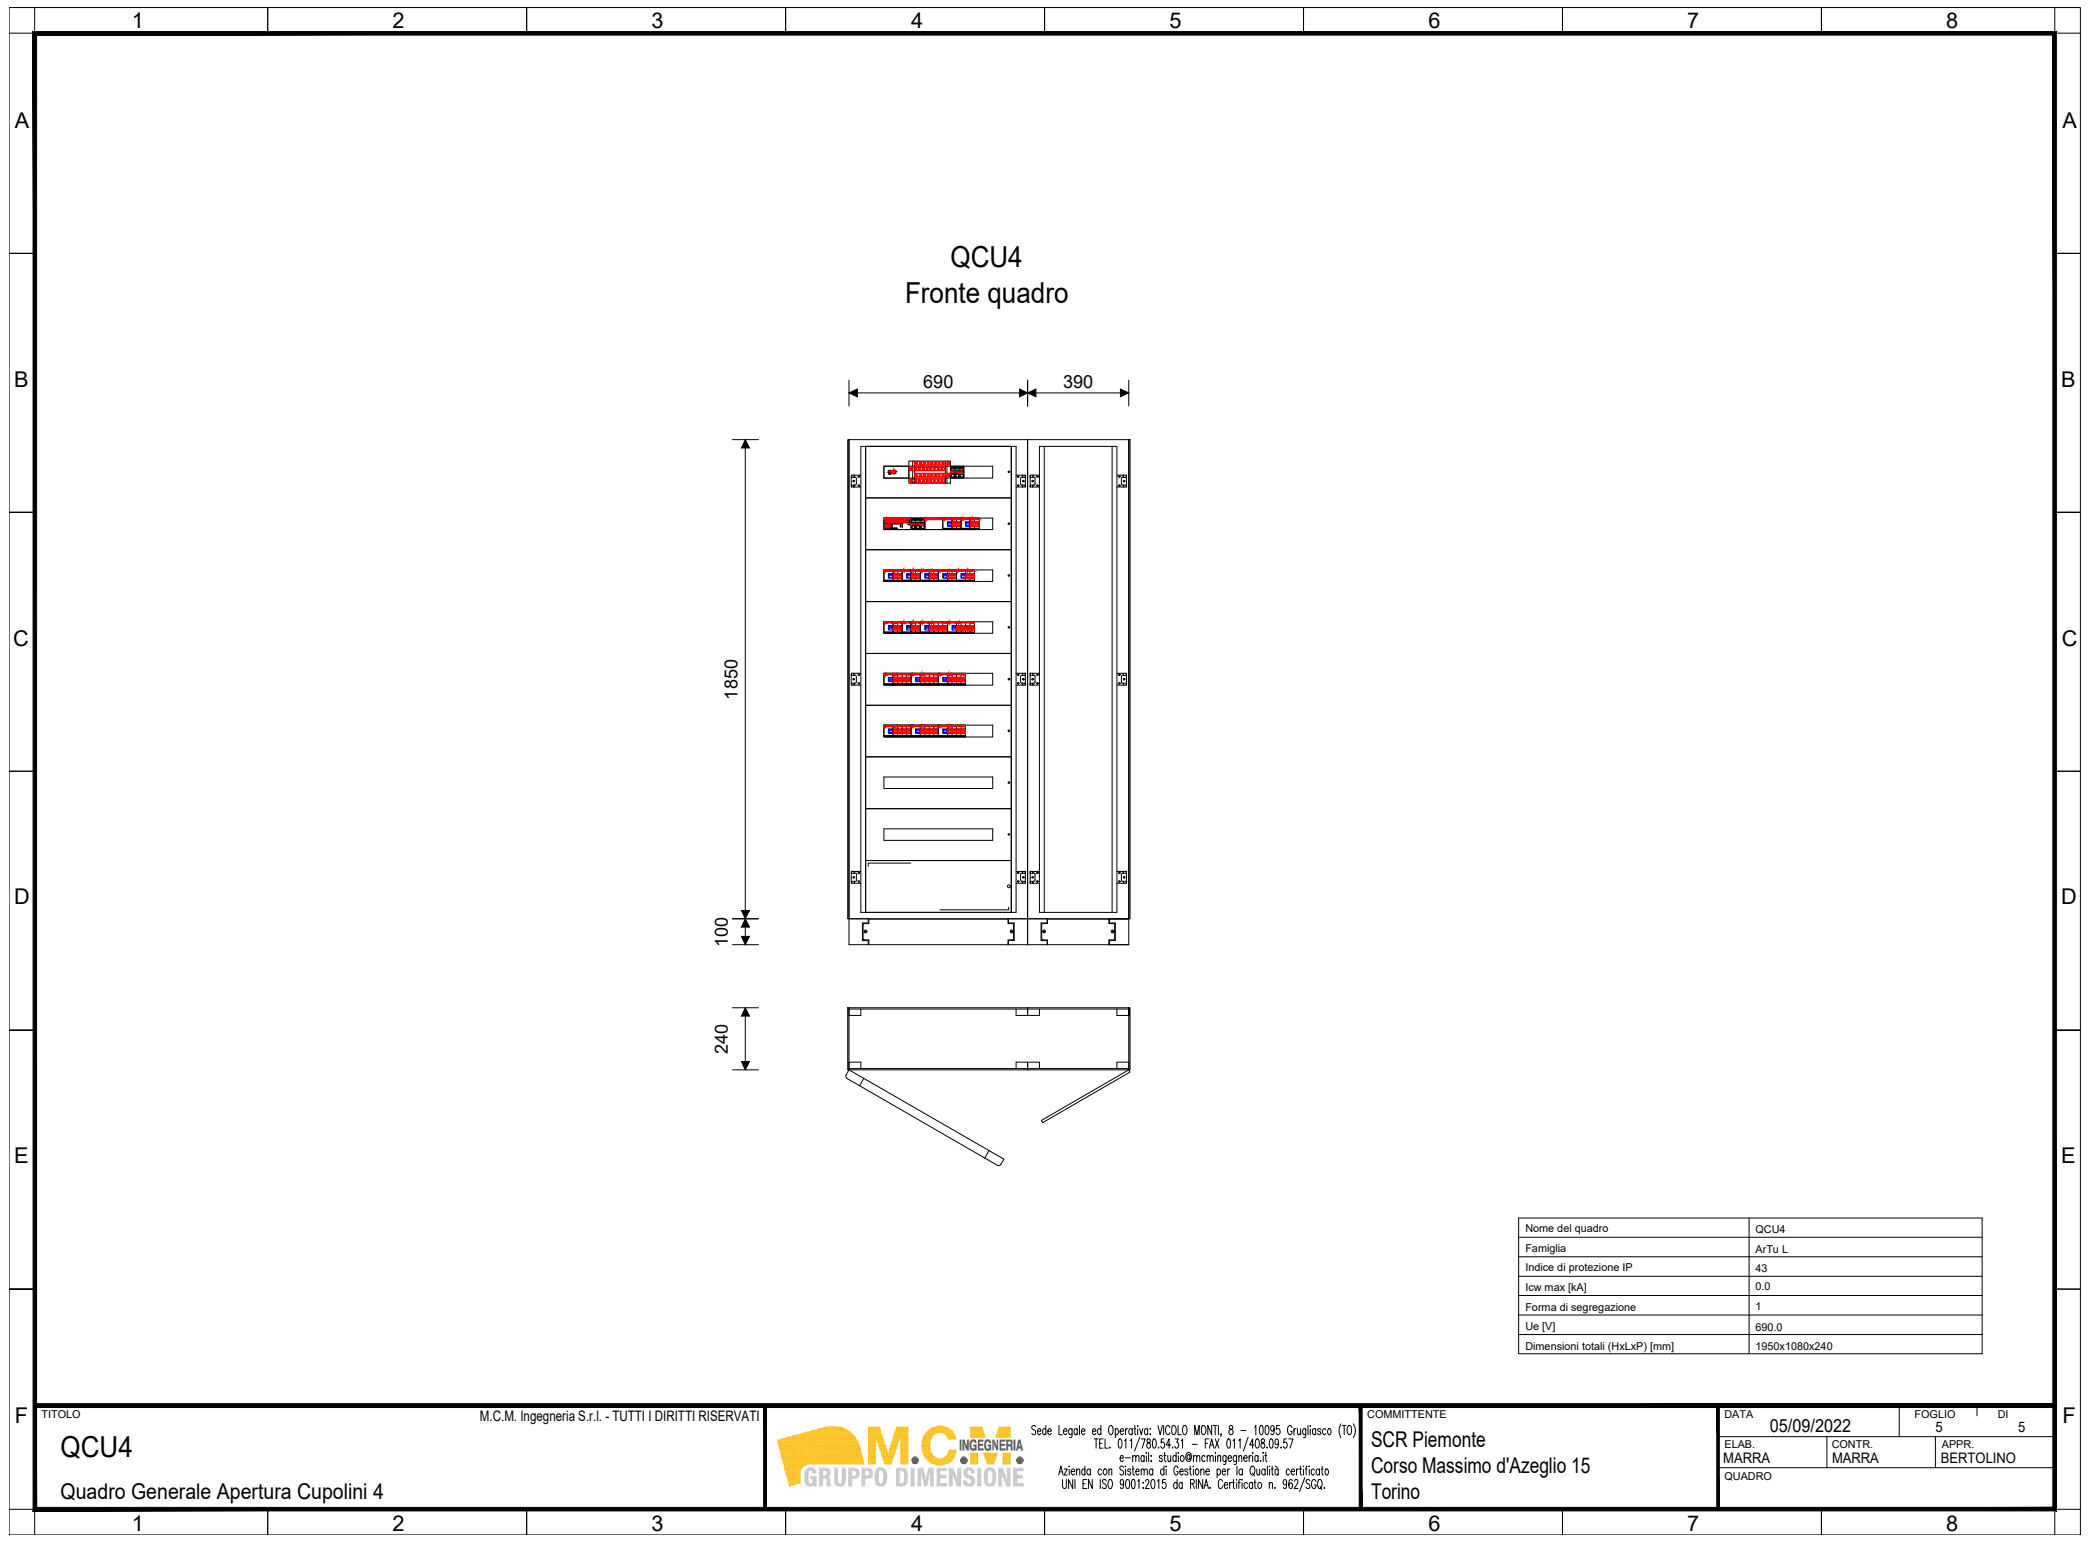 1 2 3 4 5 6 7 8
A A
B B
C C
D D
E E
F F
QCU4
Fronte quadro
690 390
1850
100
240
Nome del quadro QCU4
Famiglia ArTu L
Indice di protezione IP 43
Icw max [kA] 0.0
Forma di segregazione 1
Ue [V] 690.0
Dimensioni totali (HxLxP) [mm] 1950x1080x240
TITOLO
M.C.M. Ingegneria S.r.l. - TUTTI I DIRITTI RISERVATI
QCU4
Quadro Generale Apertura Cupolini 4
M.C.M. INGEGNERIA
GRUPPO DIMENSIONE
Sede Legale ed Operativa: VICOLO MONTI, 8 - 10095 Grugliasco (TO)
TEL. 011/780.54.31 - FAX 011/408.09.57
e-mail: studio@mcmingegneria.it
Azienda con Sistema di Gestione per la Qualità certificato
UNI EN ISO 9001:2015 da RINA. Certificato n. 962/SGQ.
COMMITTENTE
SCR Piemonte
Corso Massimo d'Azeglio 15
Torino
DATA
05/09/2022
FOGLIO DI
5 5
ELAB. CONTR. APPR.
MARRA MARRA BERTOLINO
QUADRO
1 2 3 4 5 6 7 8